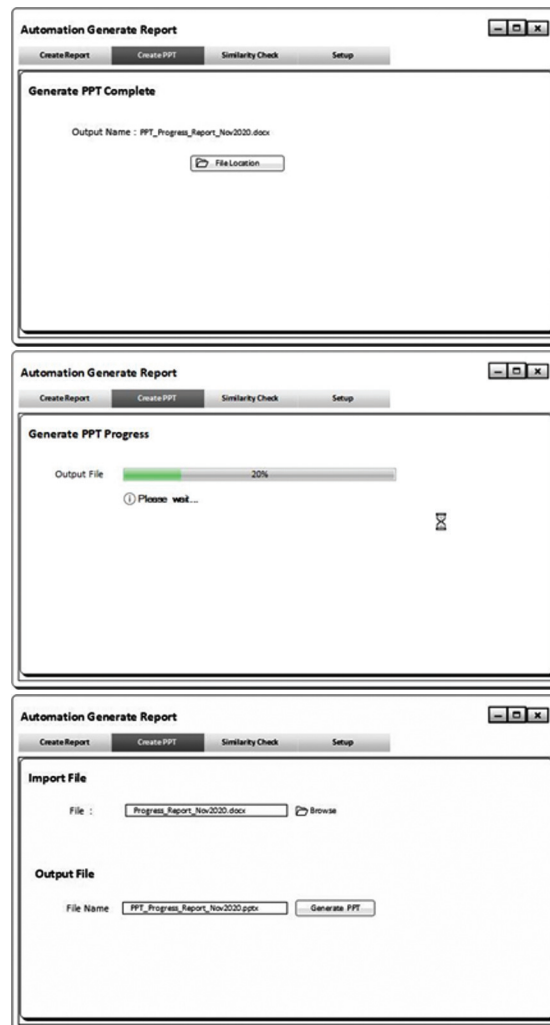 Automation Generate Report
Create Report Create PPT Similarity Check Setup
Generate PPT Complete
Output Name : PPT_Progress_Report_Nov2020.docx
File Location
Automation Generate Report
Create Report Create PPT Similarity Check Setup
Generate PPT Progress
Output File 20%
Please wait...
Automation Generate Report
Create Report Create PPT Similarity Check Setup
Import File
File : Progress_Report_Nov2020.docx Browse
Output File
File Name PPT_Progress_Report_Nov2020.pptx Generate PPT